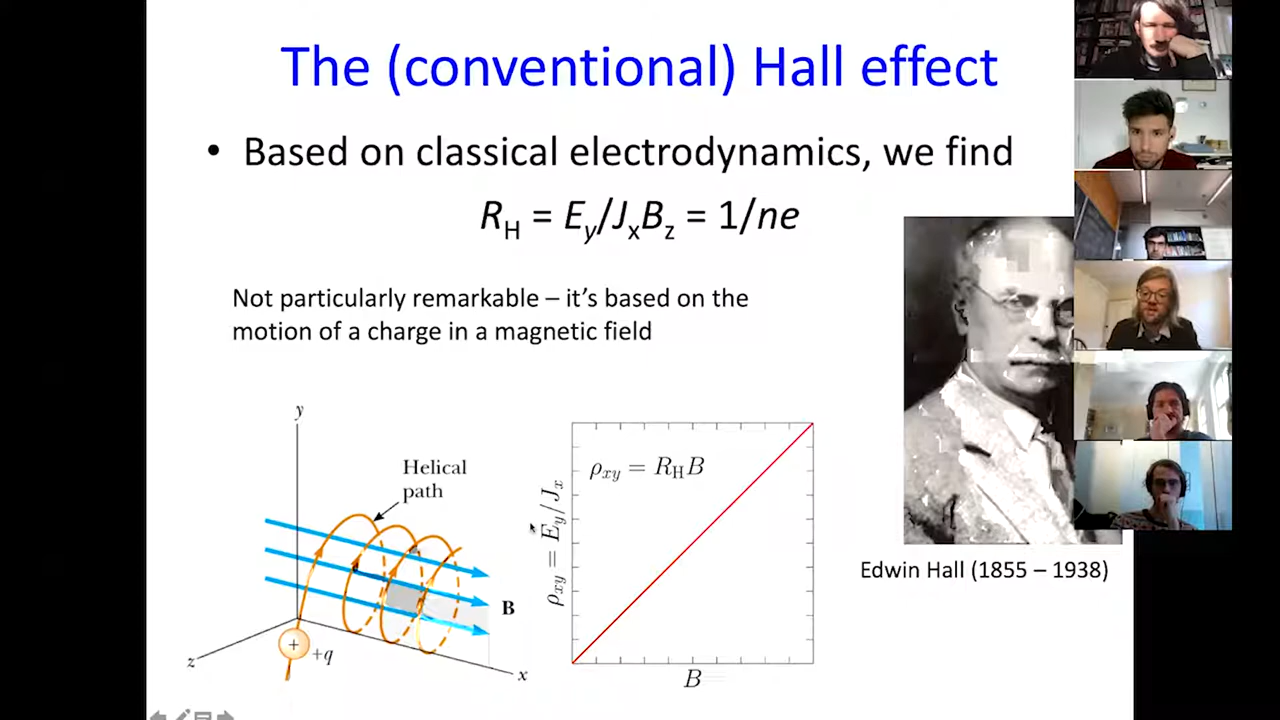 The (conventional) Hall effect
• Based on classical electrodynamics, we find
R_H = E_y/J_xB_z = 1/ne
Not particularly remarkable – it's based on the
motion of a charge in a magnetic field
y
Helical
path
B
+
+q
z
x
ρ_xy = R_H B
ρ_xy = E_y/J_x
B
Edwin Hall (1855 – 1938)